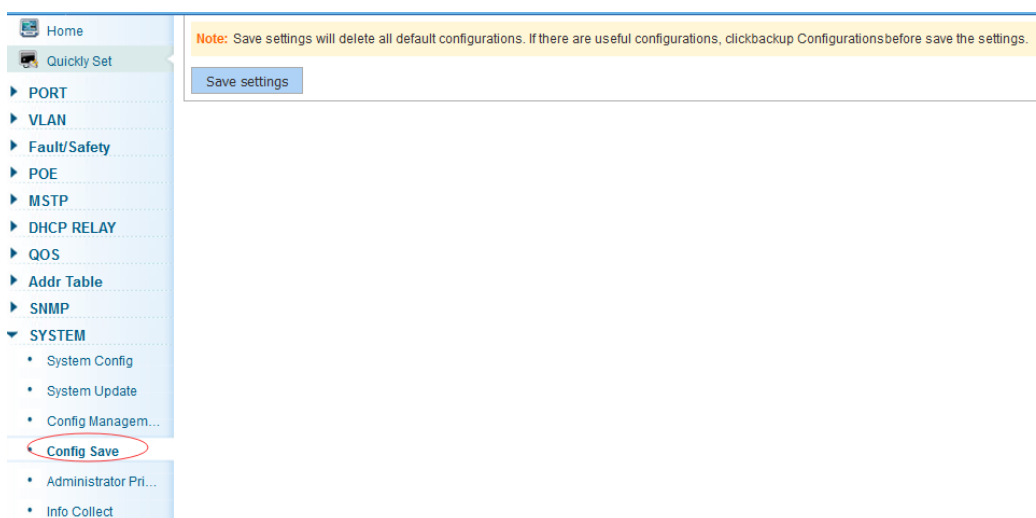 Home
Quickly Set
PORT
VLAN
Fault/Safety
POE
MSTP
DHCP RELAY
QOS
Addr Table
SNMP
SYSTEM
System Config
System Update
Config Managem...
Config Save
Administrator Pri...
Info Collect
Note: Save settings will delete all default configurations. If there are useful configurations, clickbackup Configurationsbefore save the settings.
Save settings